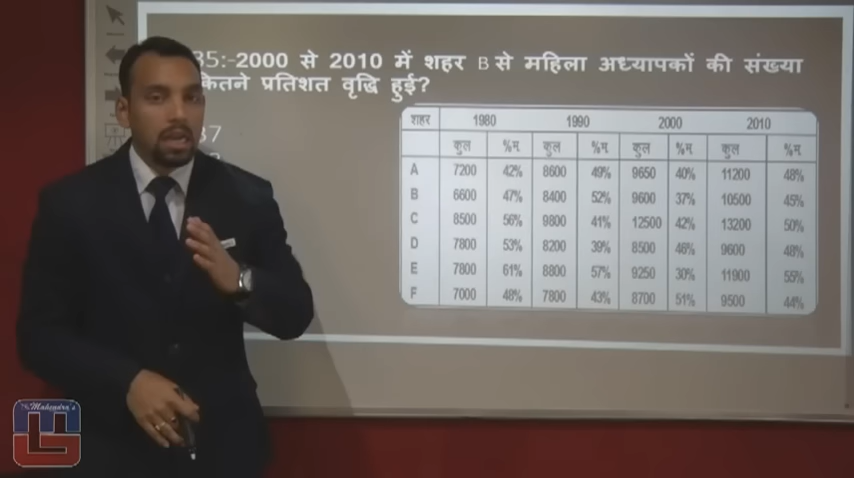 35:-2000 से 2010 में शहर B से महिला अध्यापकों की संख्या
कितने प्रतिशत वृद्धि हुई?
37
शहर 1980 1990 2000 2010
कुल %म. कुल %म. कुल %म. कुल %म.
A 7200 42% 8600 49% 9650 40% 11200 48%
B 6600 47% 8400 52% 9600 37% 10500 45%
C 8500 56% 9800 41% 12500 42% 13200 50%
D 7800 53% 8200 39% 8500 46% 9600 48%
E 7800 61% 8800 57% 9250 30% 11900 55%
F 7000 48% 7800 43% 8700 51% 9500 44%
Mahendra's